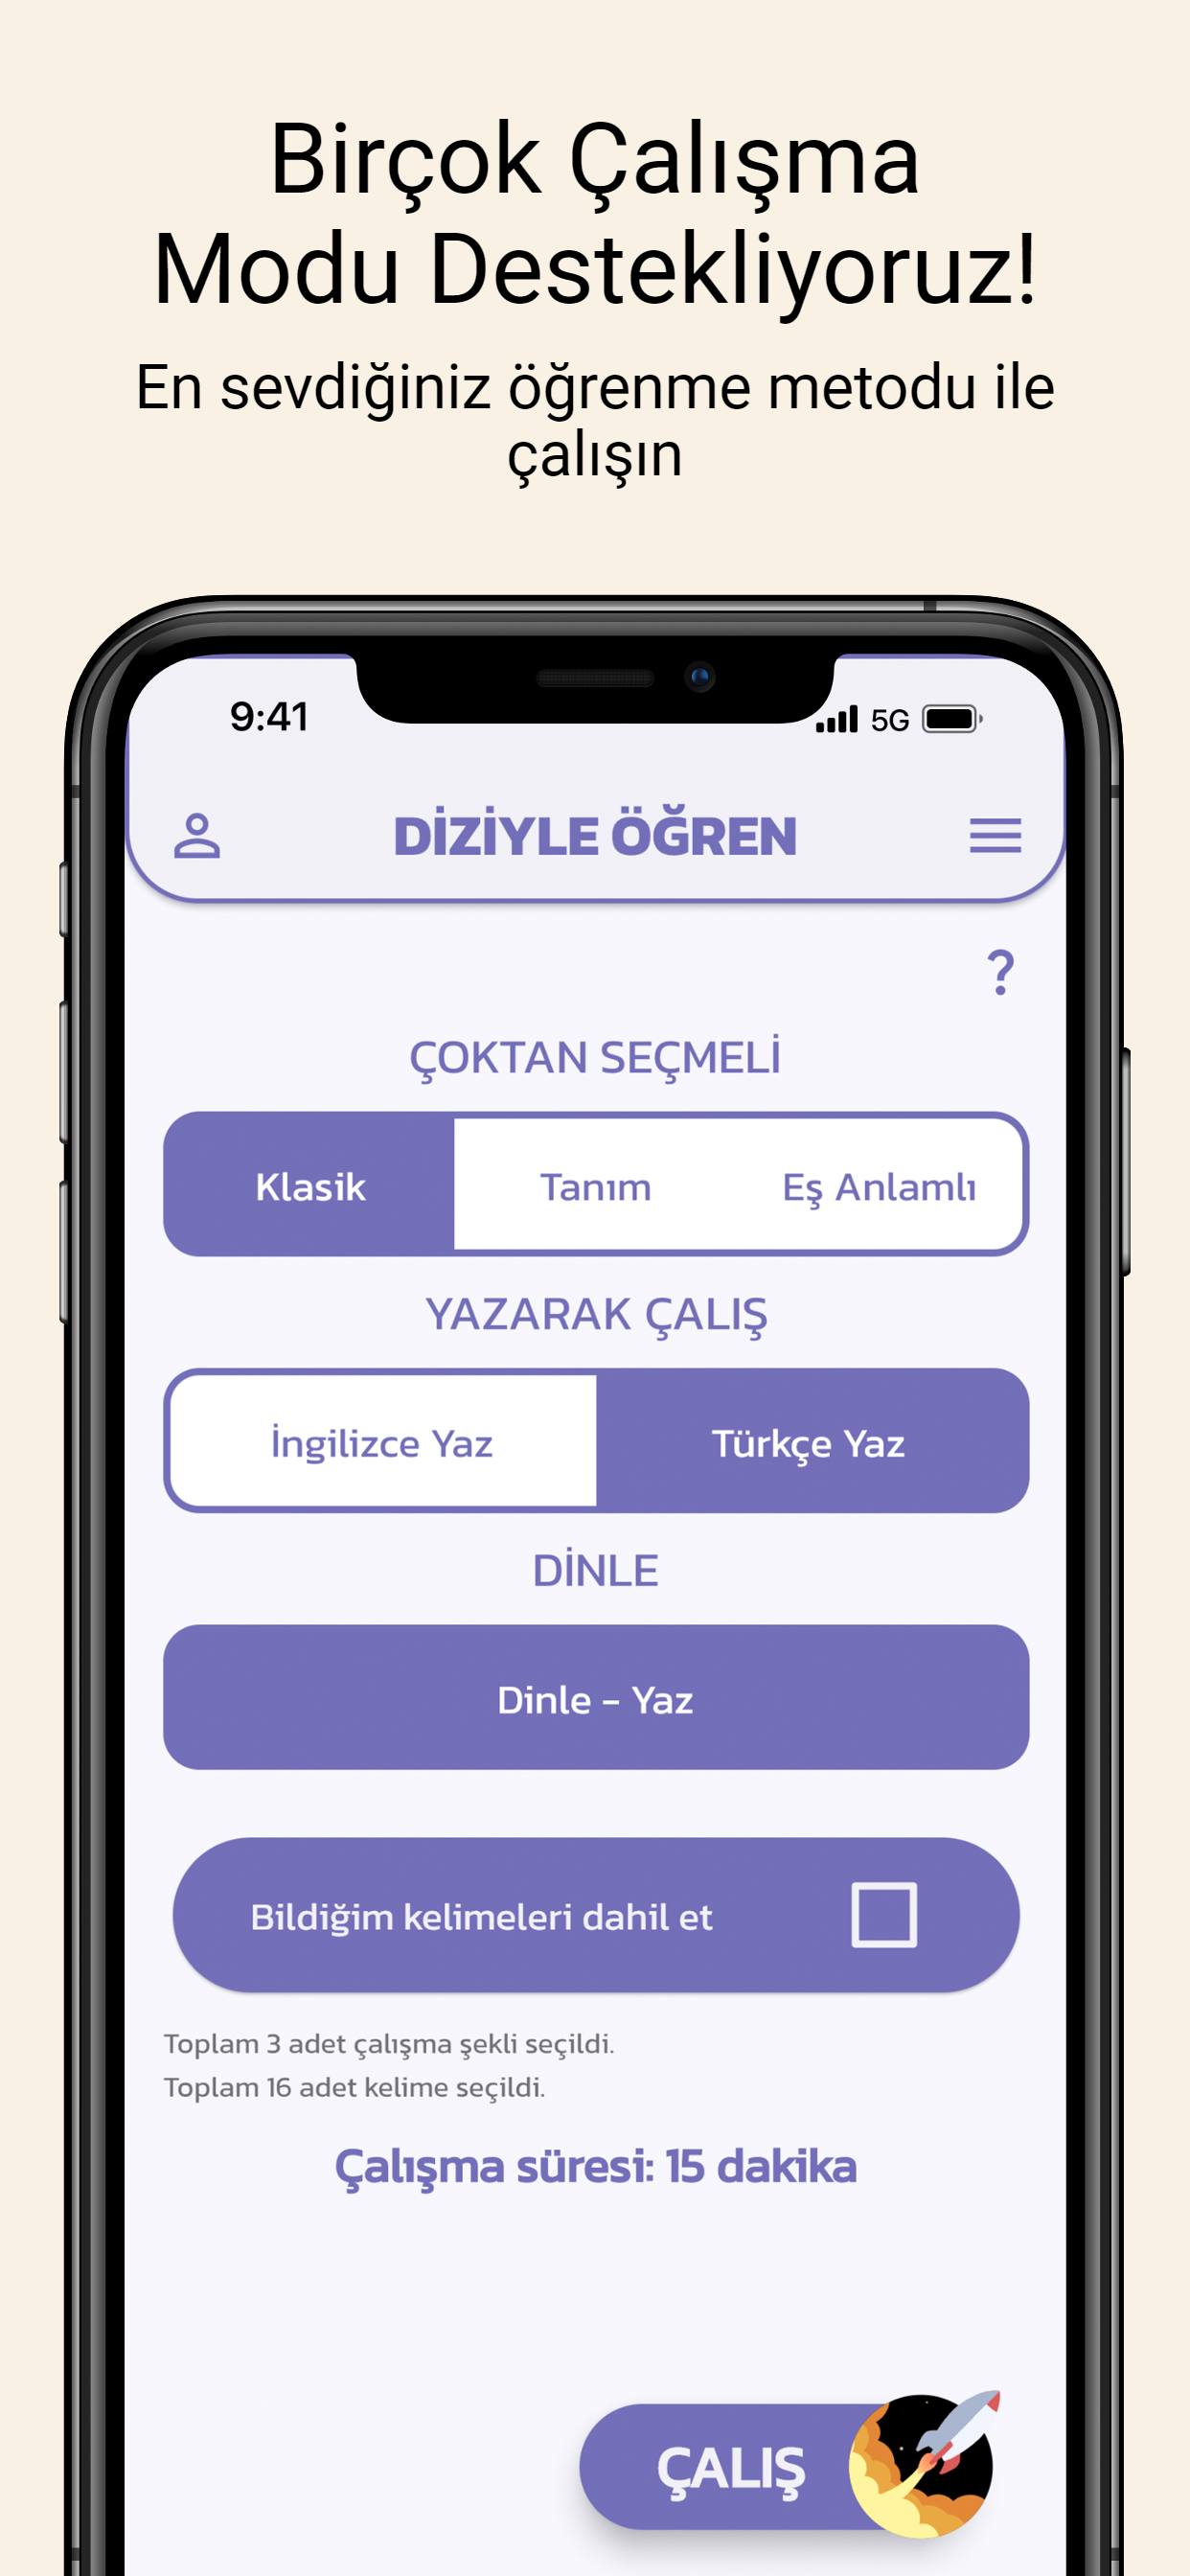 Birçok Çalışma
Modu Destekliyoruz!
En sevdiğiniz öğrenme metodu ile
çalışın
9:41
5G
DİZİYLE ÖĞREN
?
ÇOKTAN SEÇMELİ
Klasik Tanım Eş Anlamlı
YAZARAK ÇALIŞ
İngilizce Yaz Türkçe Yaz
DİNLE
Dinle - Yaz
Bildiğim kelimeleri dahil et
Toplam 3 adet çalışma şekli seçildi.
Toplam 16 adet kelime seçildi.
Çalışma süresi: 15 dakika
ÇALIŞ